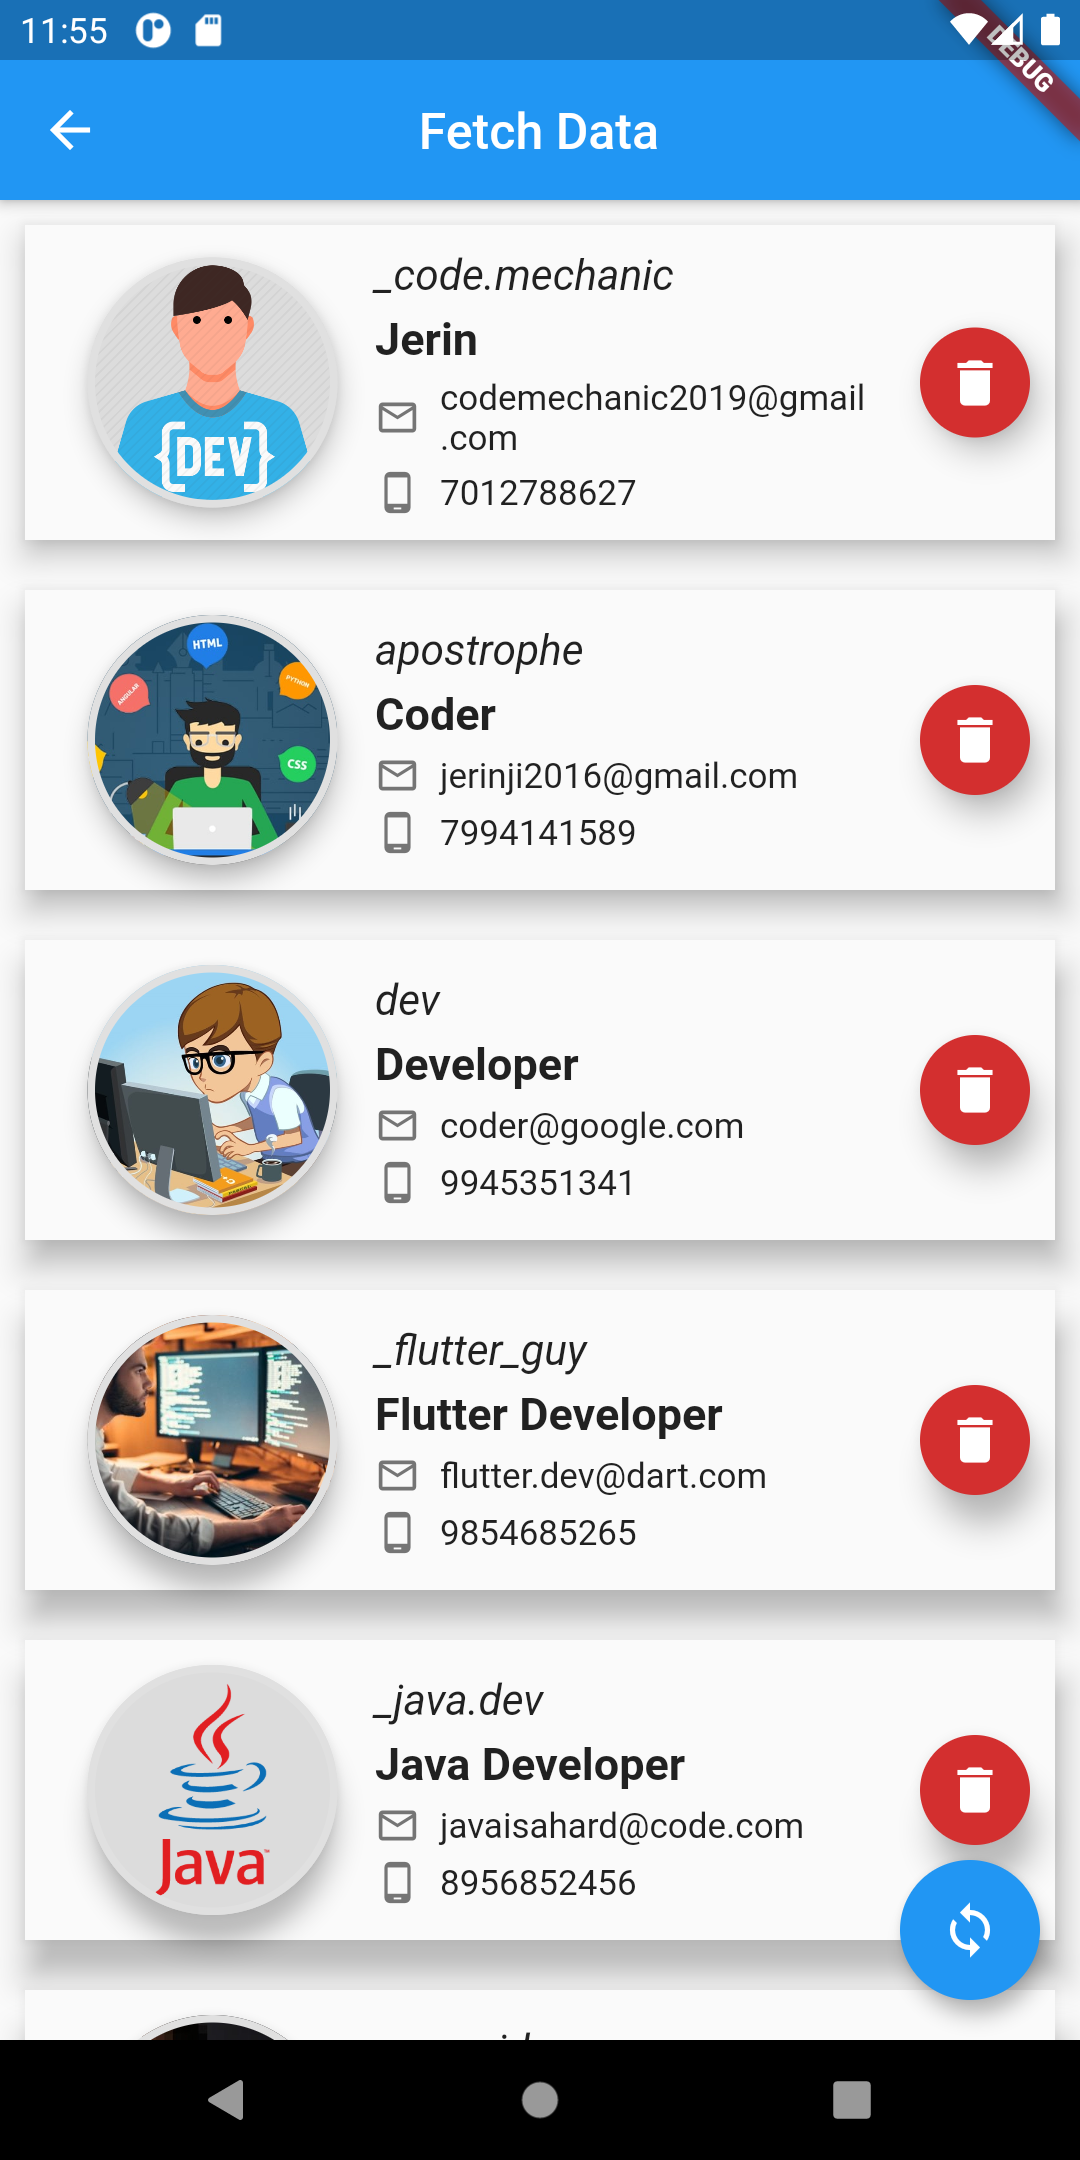 11:55
DEBUG
Fetch Data
_code.mechanic
Jerin
codemechanic2019@gmail
.com
7012788627
{DEV}
apostrophe
Coder
jerinji2016@gmail.com
7994141589
HTML
ANGULAR
PYTHON
CSS
dev
Developer
coder@google.com
9945351341
_flutter_guy
Flutter Developer
flutter.dev@dart.com
9854685265
_java.dev
Java Developer
javaisahard@code.com
8956852456
Java™